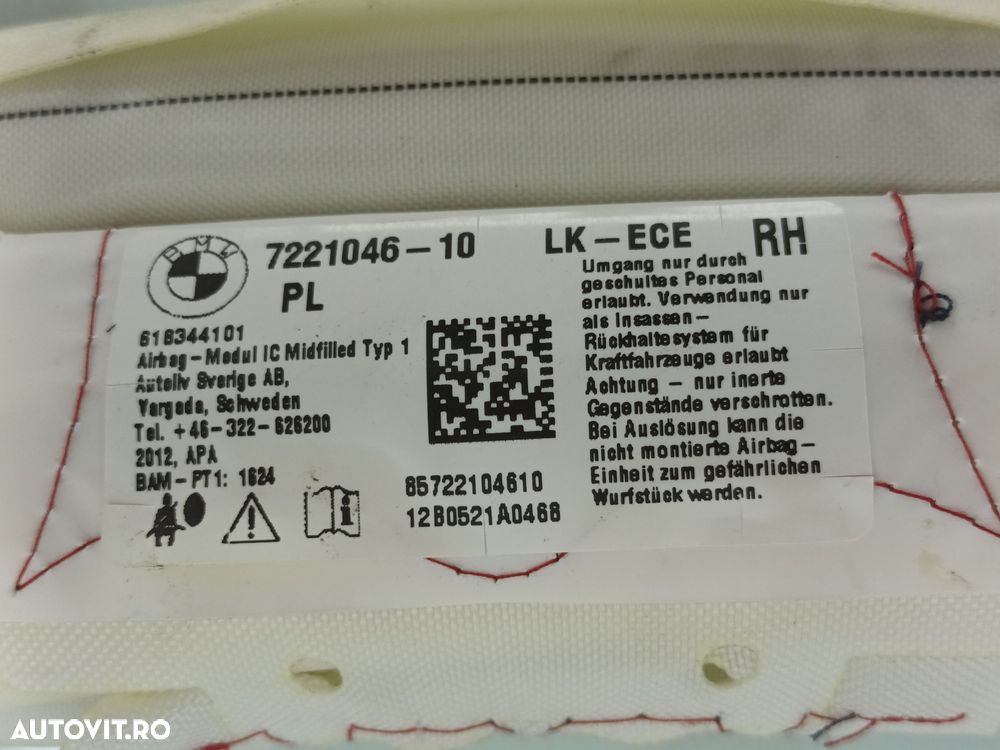 BMW
7221046-10
PL
LK-ECE
RH
618344101
Airbag-Modul IC Midfilled Typ 1
Autoliv Sverige AB,
Vargada, Schweden
Tel. +46-322-626200
2012, APA
BAM-PT1: 1624
Umgang nur durch
geschultes Personal
erlaubt. Verwendung nur
als Insassen-
Rückhaltesystem für
Kraftfahrzeuge erlaubt
Achtung - nur inerte
Gegenstände verschrotten.
Bei Auslösung kann die
nicht montierte Airbag-
Einheit zum gefährlichen
Wurfstück werden.
85722104610
12B0521A0468
AUTOVIT.RO